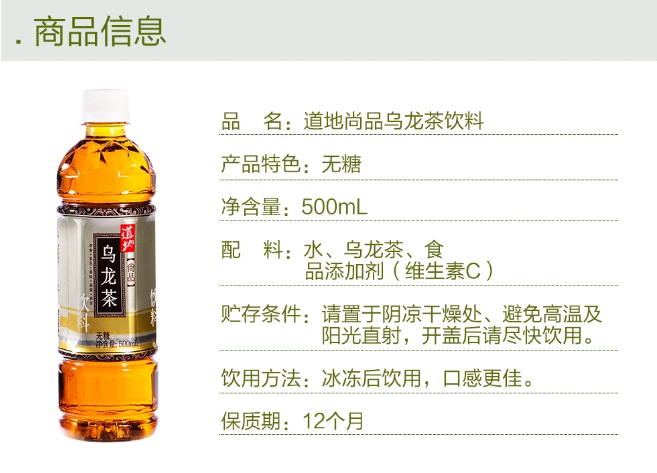 . 商品信息
品 名：道地尚品乌龙茶饮料
产品特色：无糖
净含量：500mL
配 料：水、乌龙茶、食
品添加剂（维生素C）
贮存条件：请置于阴凉干燥处、避免高温及
阳光直射，开盖后请尽快饮用。
饮用方法：冰冻后饮用，口感更佳。
保质期：12个月
道地
【尚品】
乌龙茶
饮料
无糖
净含量:500mL